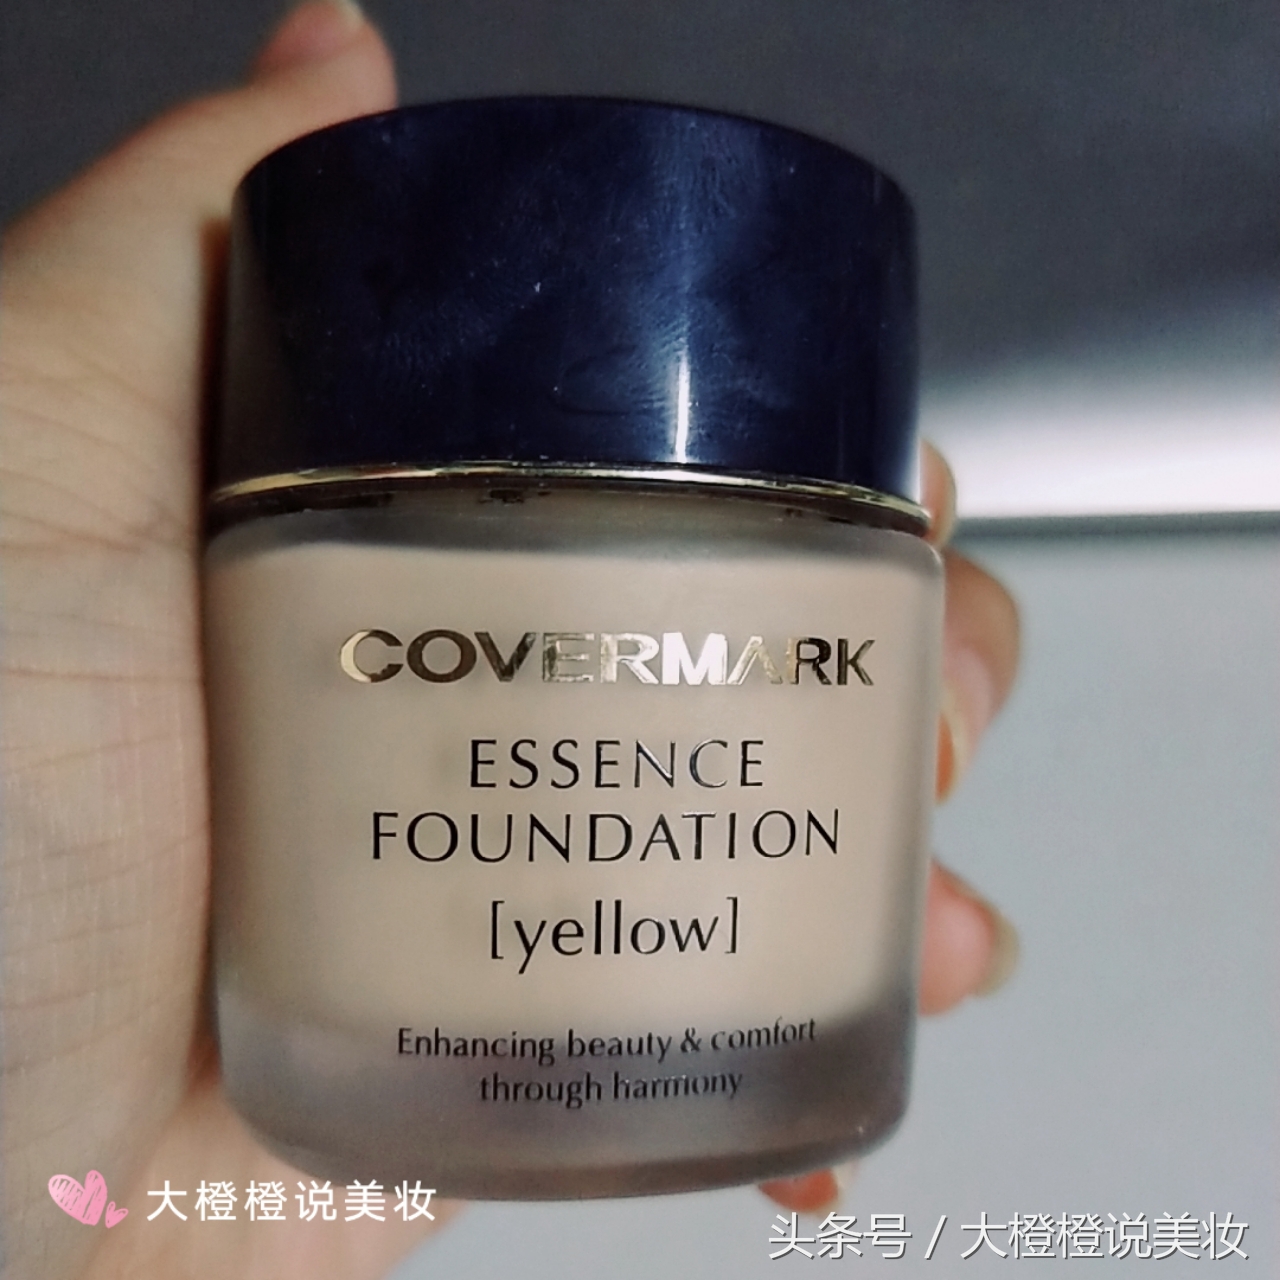 COVERMARK
ESSENCE
FOUNDATION
[yellow]
Enhancing beauty & comfort
through harmony
大橙橙说美妆
头条号 / 大橙橙说美妆